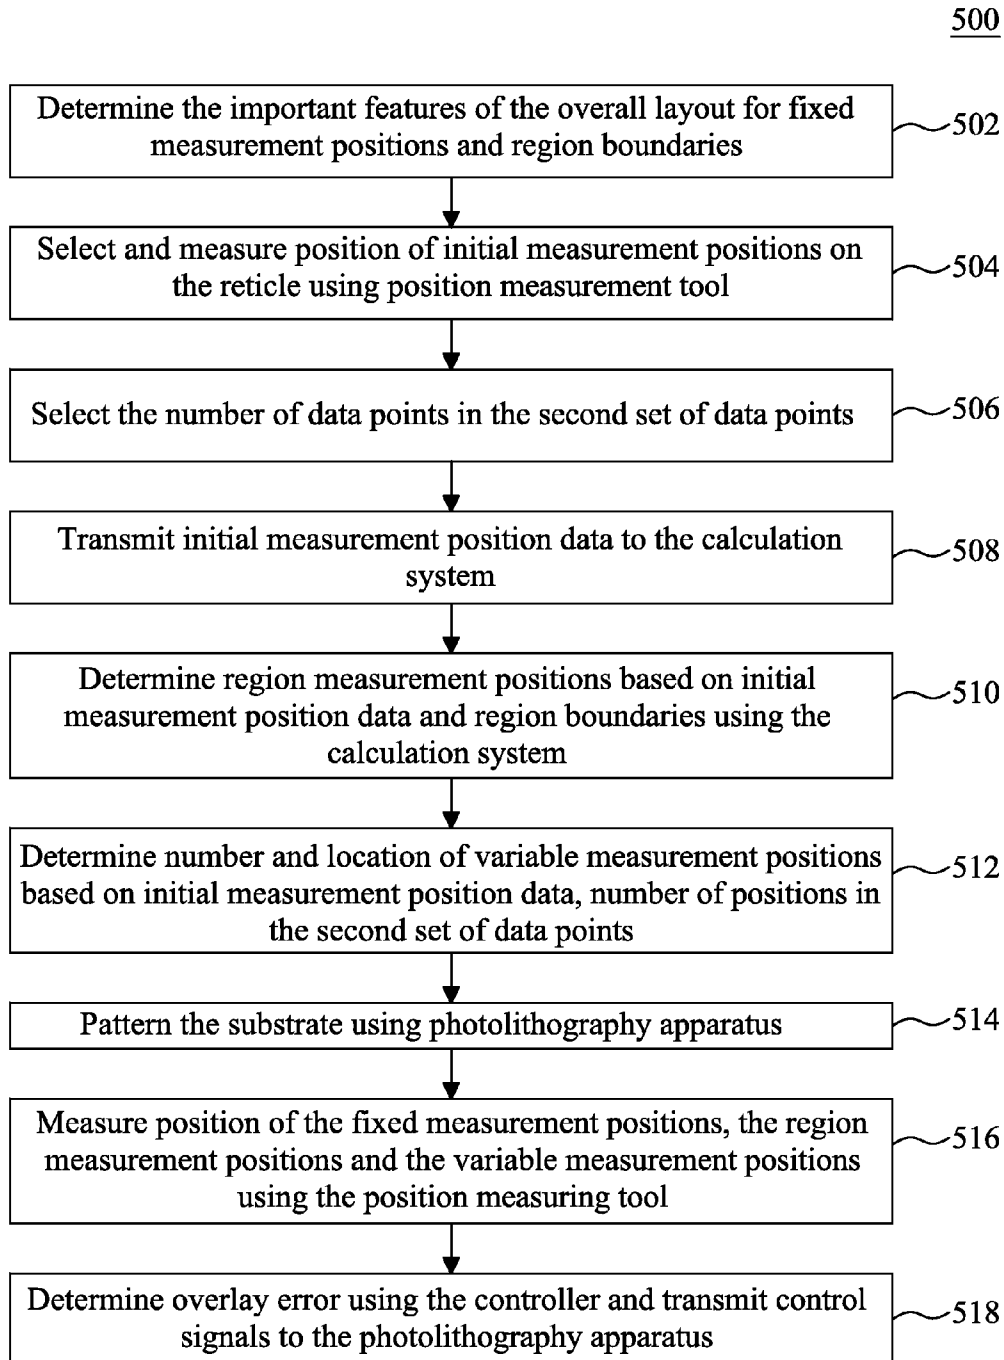 500
Determine the important features of the overall layout for fixed
measurement positions and region boundaries
502
Select and measure position of initial measurement positions on
the reticle using position measurement tool
504
Select the number of data points in the second set of data points
506
Transmit initial measurement position data to the calculation
system
508
Determine region measurement positions based on initial
measurement position data and region boundaries using the
calculation system
510
Determine number and location of variable measurement positions
based on initial measurement position data, number of positions in
the second set of data points
512
Pattern the substrate using photolithography apparatus
514
Measure position of the fixed measurement positions, the region
measurement positions and the variable measurement positions
using the position measuring tool
516
Determine overlay error using the controller and transmit control
signals to the photolithography apparatus
518